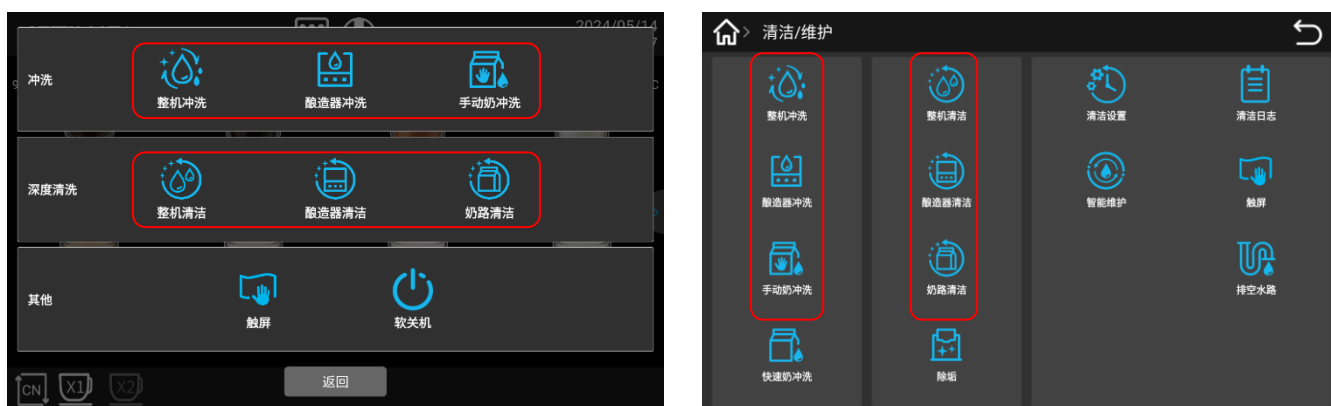 2024/05/14
冲洗
整机冲洗 酿造器冲洗 手动奶冲洗
深度清洗
整机清洁 酿造器清洁 奶路清洁
其他
触屏 软关机
CN X1 X2
返回
清洁/维护
整机冲洗 整机清洁 清洁设置 清洁日志
酿造器冲洗 酿造器清洁 智能维护 触屏
手动奶冲洗 奶路清洁 排空水路
快速奶冲洗 除垢